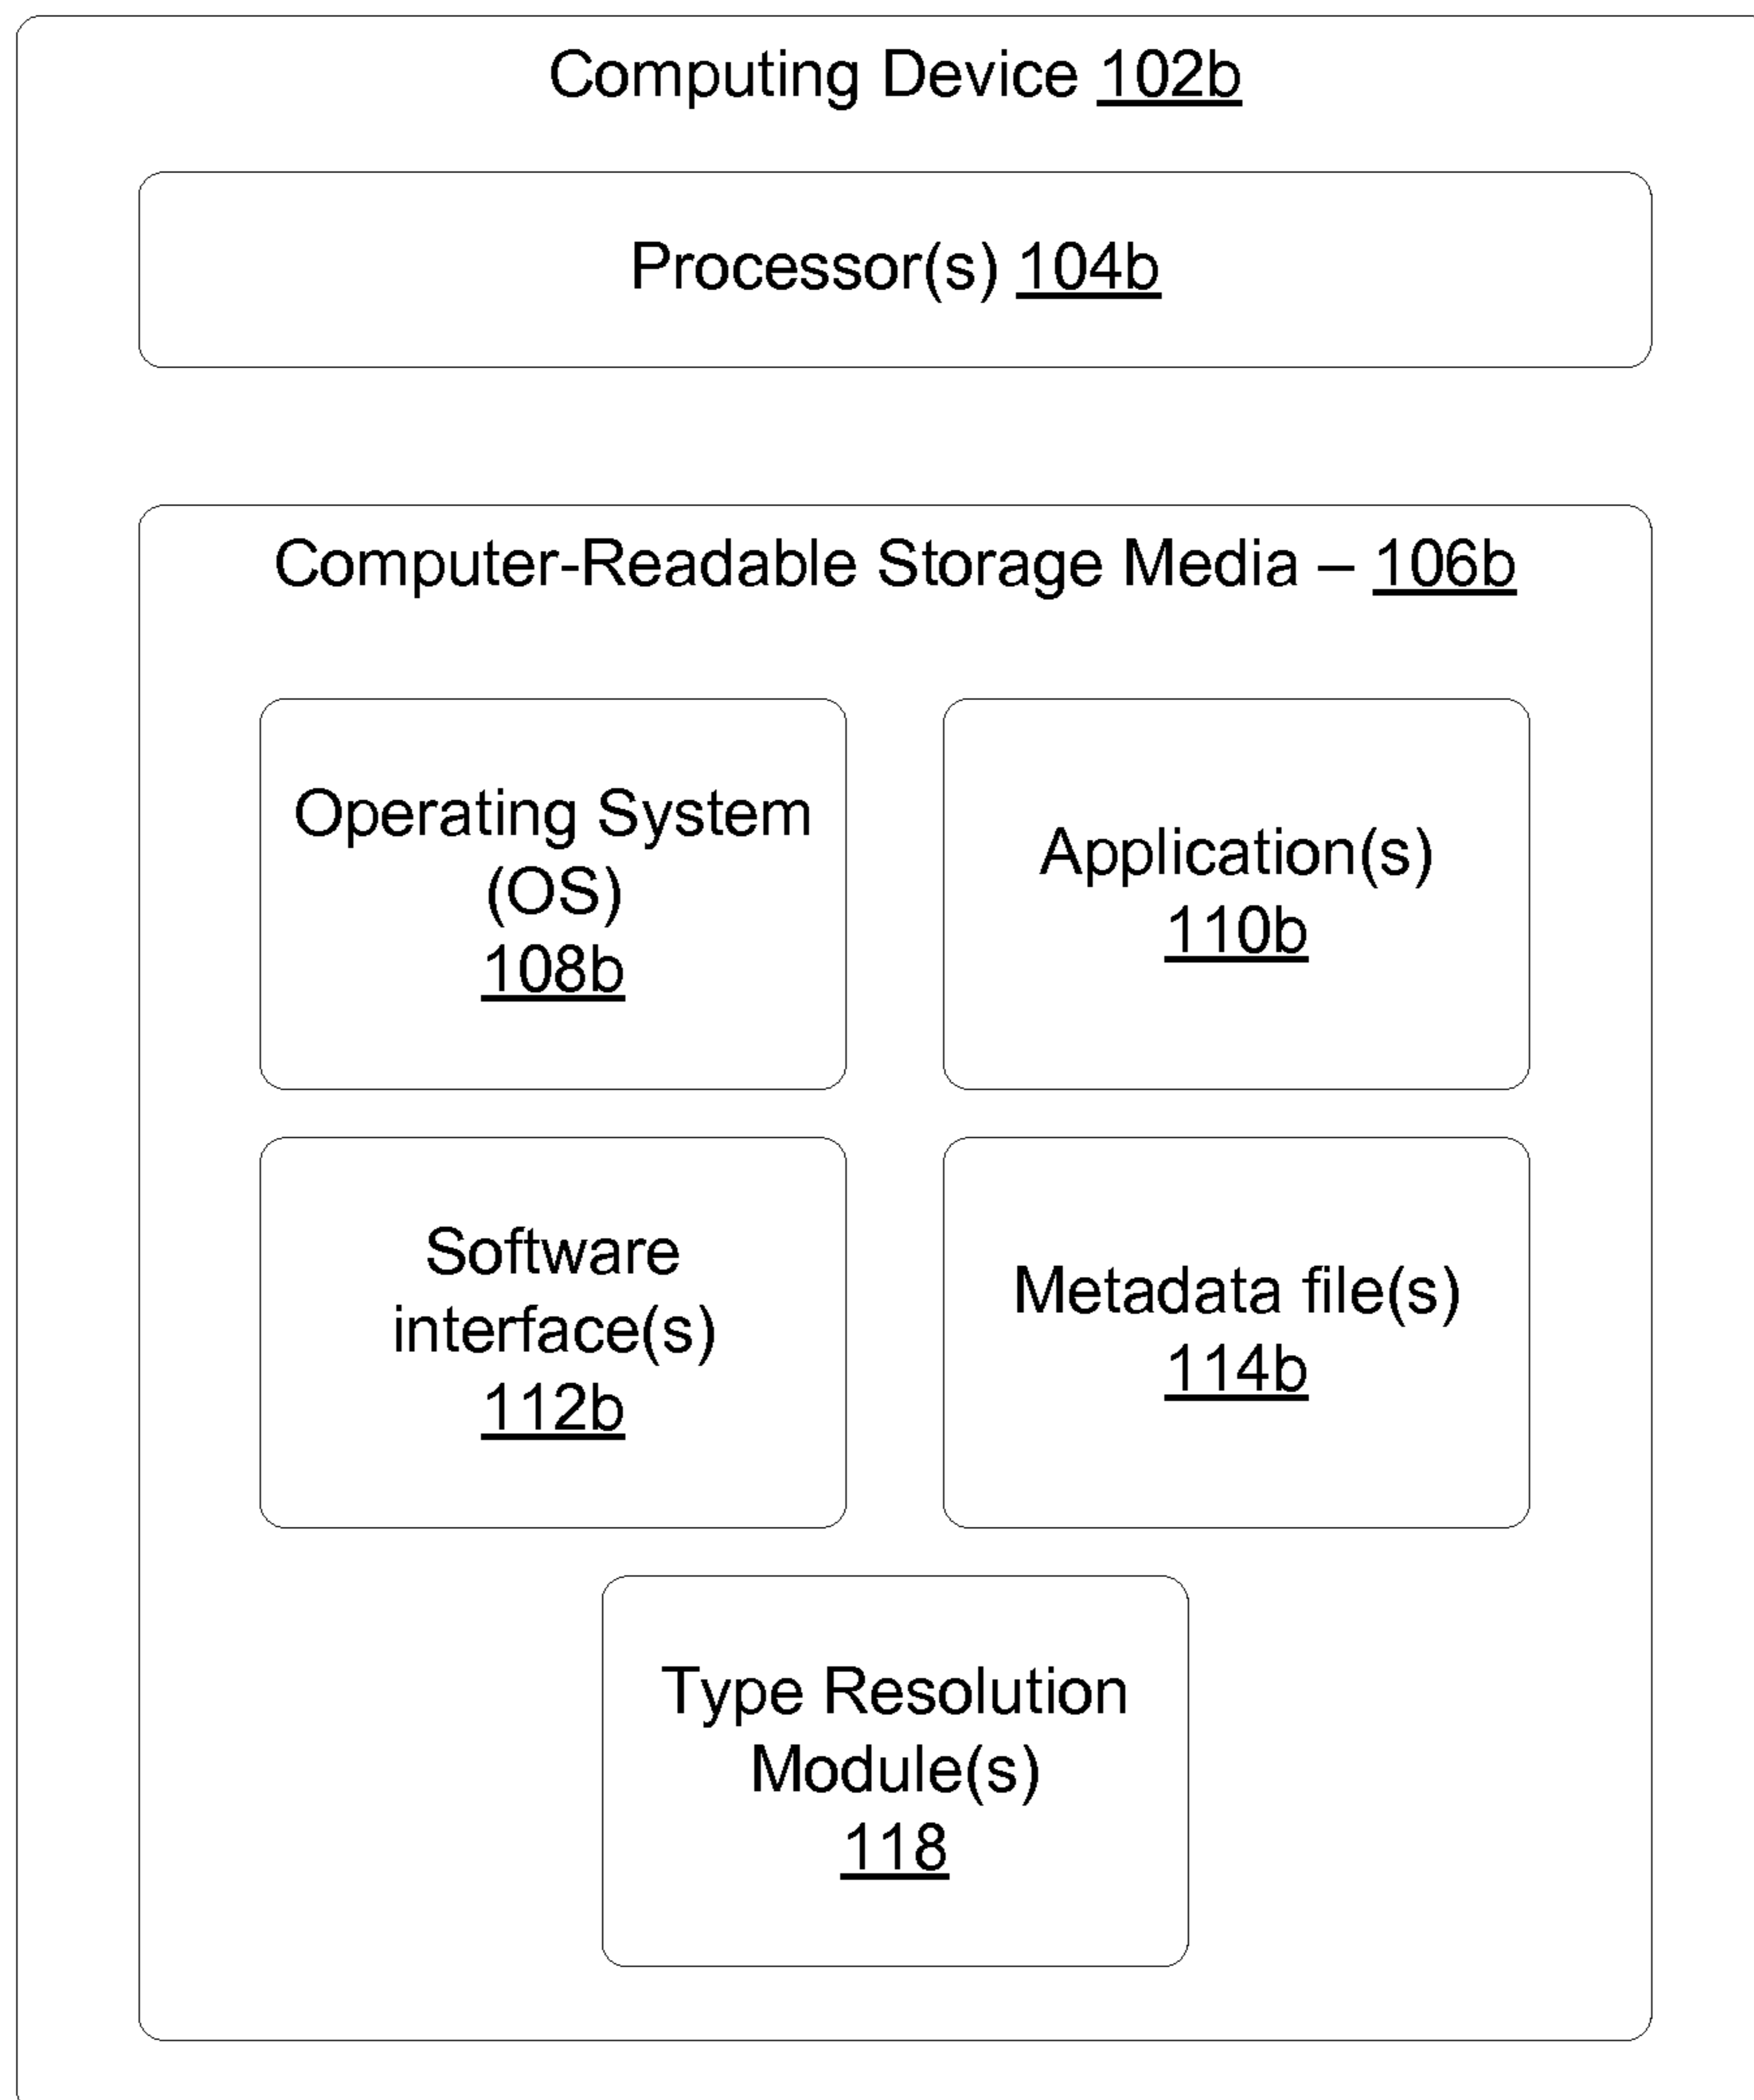 Computing Device 102b
Processor(s) 104b
Computer-Readable Storage Media – 106b
Operating System
(OS)
108b
Application(s)
110b
Software
interface(s)
112b
Metadata file(s)
114b
Type Resolution
Module(s)
118